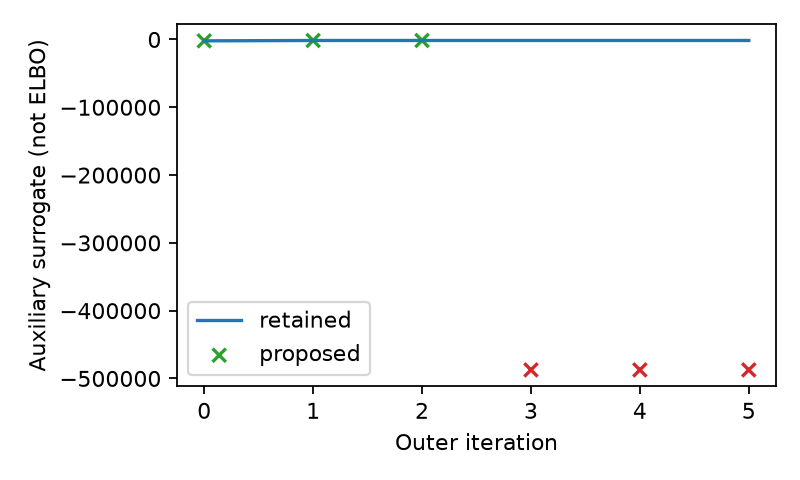 Auxiliary surrogate (not ELBO)
0
−100000
−200000
−300000
−400000
−500000
retained
proposed
0 1 2 3 4 5
Outer iteration